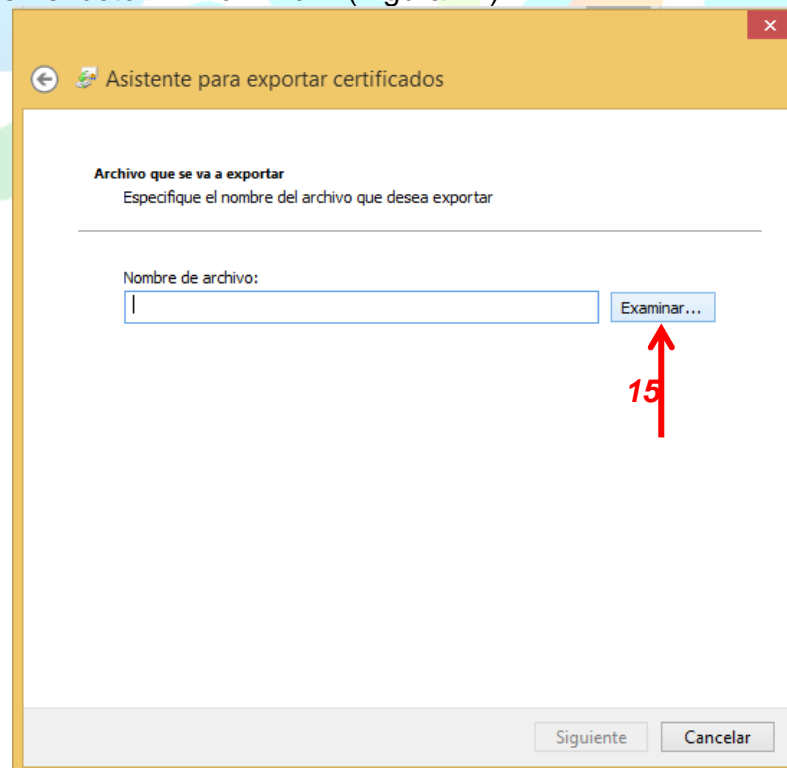 Asistente para exportar certificados
Archivo que se va a exportar
Especifique el nombre del archivo que desea exportar
Nombre de archivo:
Examinar...
15
Siguiente Cancelar